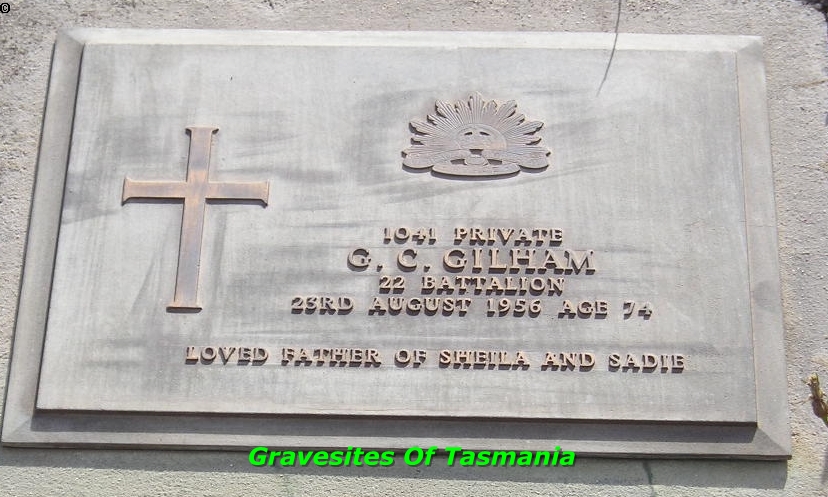 ©
1041 PRIVATE
G. C. GILHAM
22 BATTALION
23RD AUGUST 1956 AGE 74
LOVED FATHER OF SHEILA AND SADIE
Gravesites Of Tasmania